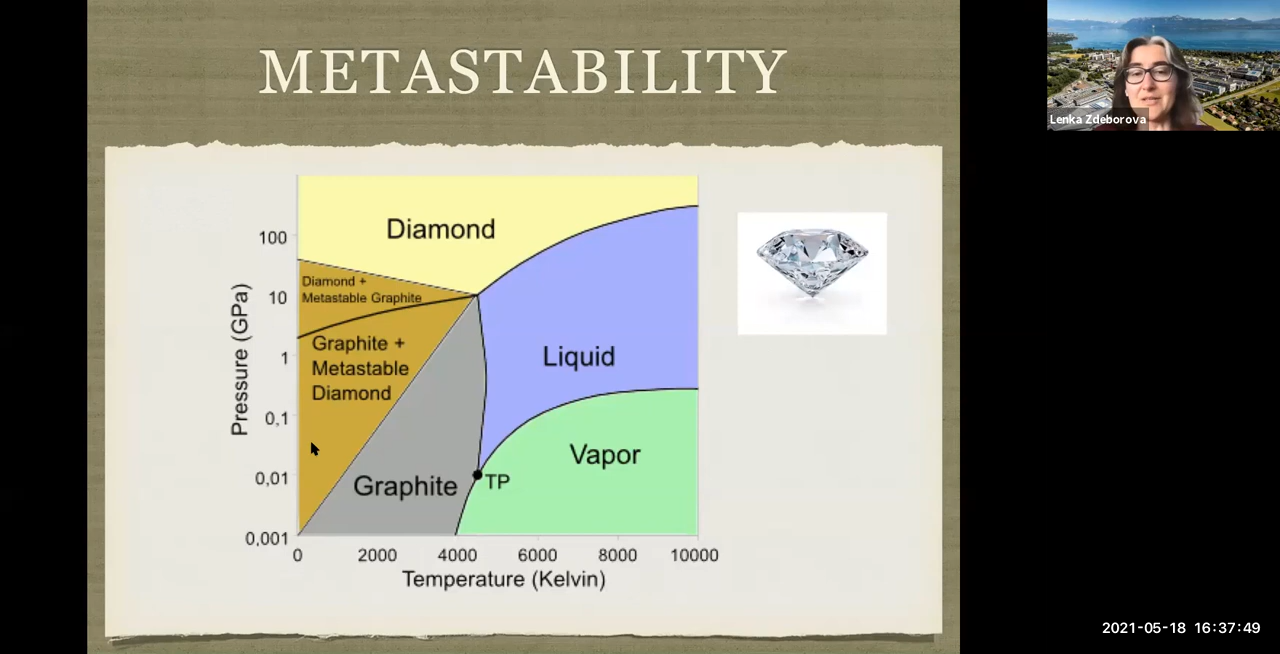 METASTABILITY
Lenka Zdeborova
Diamond
Diamond +
Metastable Graphite
Graphite +
Metastable
Diamond
Liquid
Vapor
Graphite
TP
Pressure (GPa)
100
10
1
0,1
0,01
0,001
0 2000 4000 6000 8000 10000
Temperature (Kelvin)
2021-05-18 16:37:49